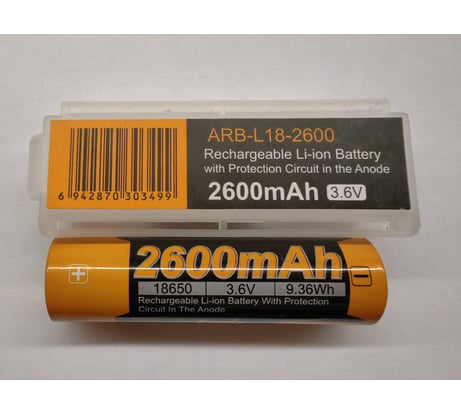 ARB-L18-2600
Rechargeable Li-ion Battery
with Protection Circuit in the Anode
2600mAh 3.6V
6 942870 303499
2600mAh
+ 18650 3.6V 9.36Wh −
Rechargeable Li-ion Battery With Protection
Circuit In The Anode